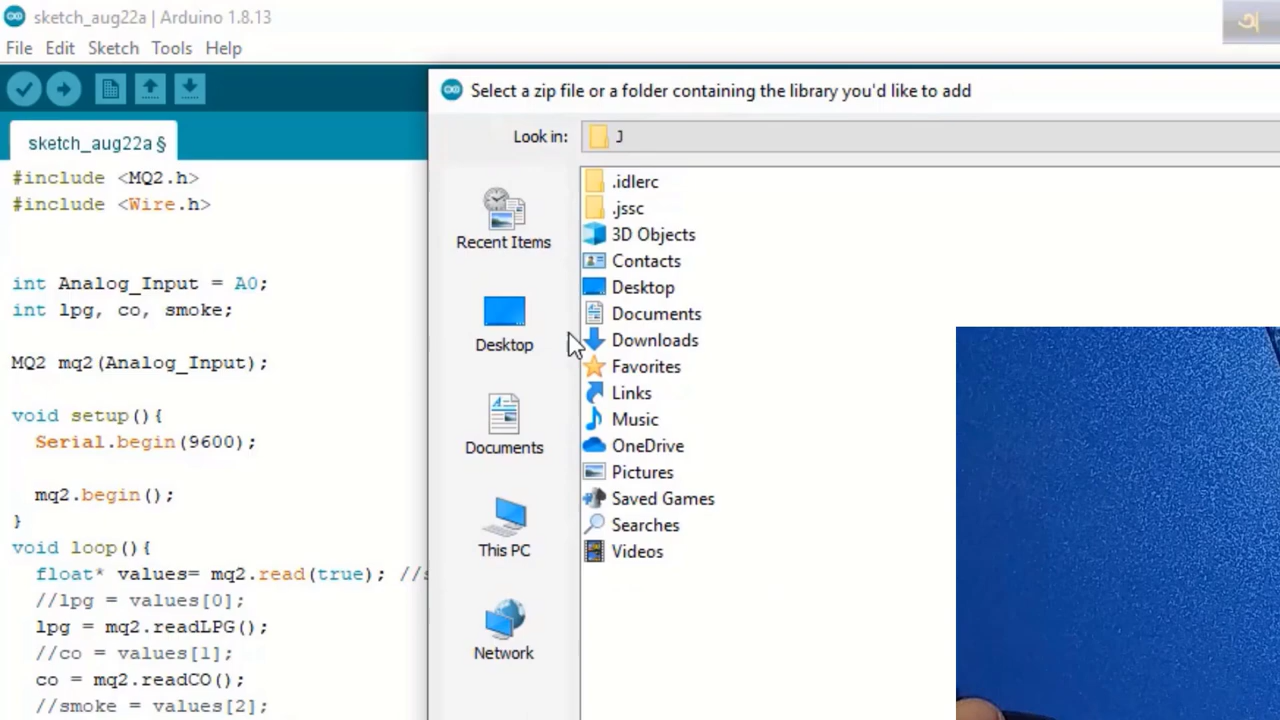 sketch_aug22a | Arduino 1.8.13
অ
File Edit Sketch Tools Help
Select a zip file or a folder containing the library you'd like to add
sketch_aug22a §
Look in: J
#include <MQ2.h>
#include <Wire.h>
int Analog_Input = A0;
int lpg, co, smoke;
MQ2 mq2(Analog_Input);
void setup(){
Serial.begin(9600);
mq2.begin();
}
void loop(){
float* values= mq2.read(true); //
//lpg = values[0];
lpg = mq2.readLPG();
//co = values[1];
co = mq2.readCO();
//smoke = values[2];
Recent Items
Desktop
Documents
This PC
Network
.idlerc
.jssc
3D Objects
Contacts
Desktop
Documents
Downloads
Favorites
Links
Music
OneDrive
Pictures
Saved Games
Searches
Videos